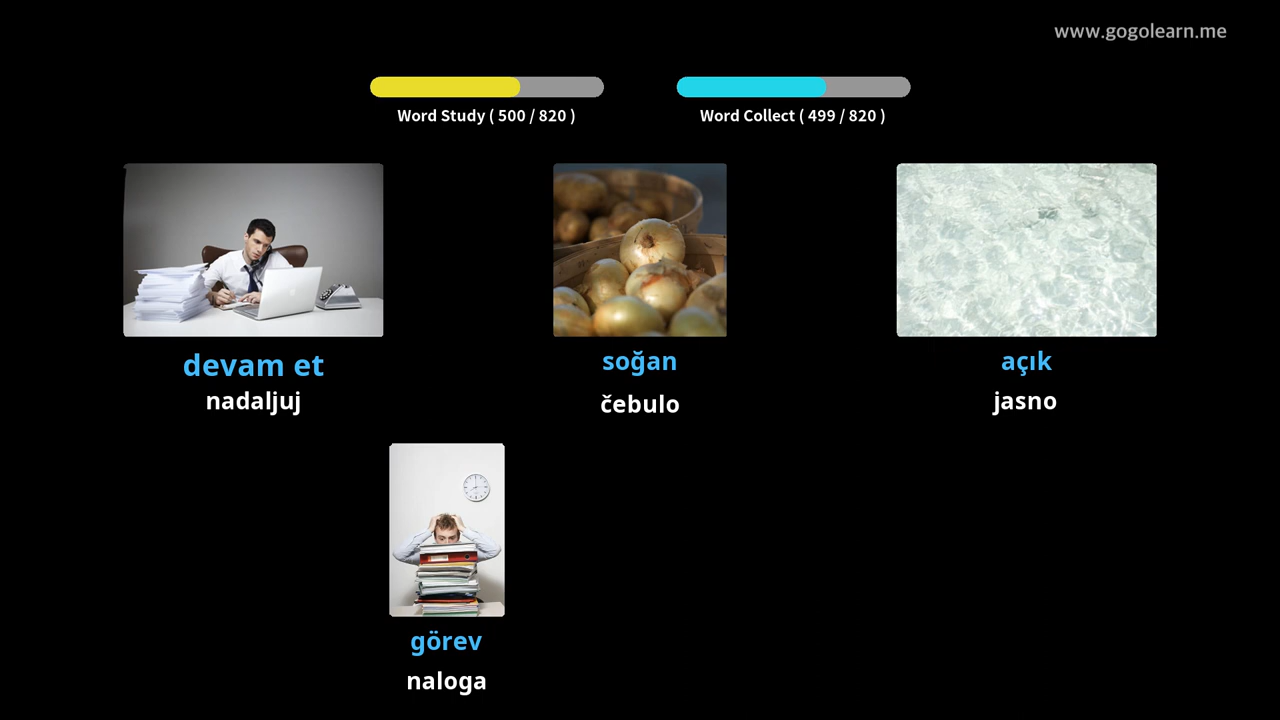 www.gogolearn.me
Word Study ( 500 / 820 )
Word Collect ( 499 / 820 )
devam et
nadaljuj
soğan
čebulo
açık
jasno
görev
naloga